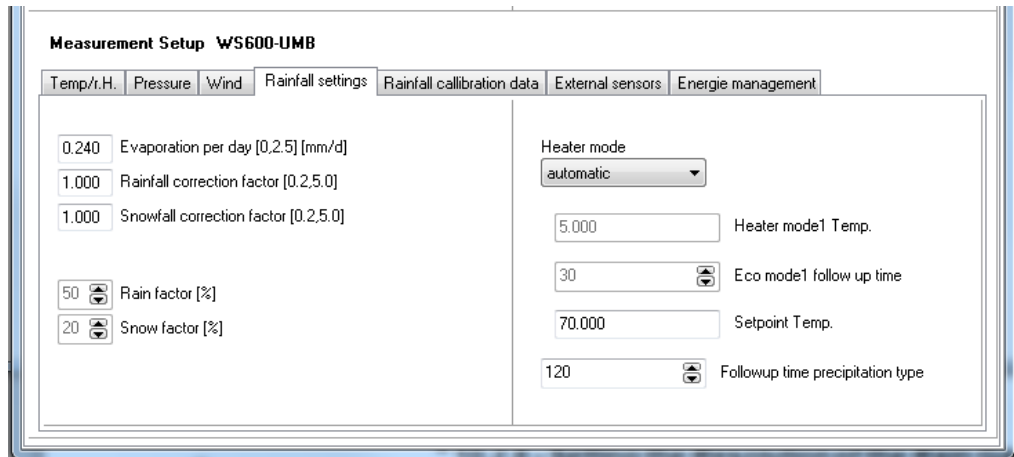 Measurement Setup WS600-UMB
Temp/r.H. Pressure Wind Rainfall settings Rainfall callibration data External sensors Energie management
0.240 Evaporation per day [0,2.5] [mm/d]
1.000 Rainfall correction factor [0.2,5.0]
1.000 Snowfall correction factor [0.2,5.0]
50 Rain factor [%]
20 Snow factor [%]
Heater mode
automatic
5.000 Heater mode1 Temp.
30 Eco mode1 follow up time
70.000 Setpoint Temp.
120 Followup time precipitation type